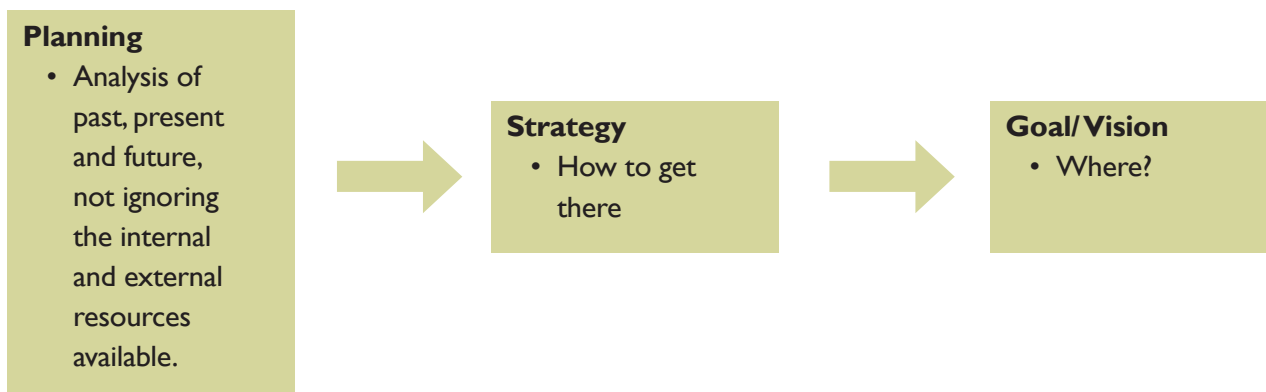 Planning
• Analysis of
past, present
and future,
not ignoring
the internal
and external
resources
available.
Strategy
• How to get
there
Goal/Vision
• Where?